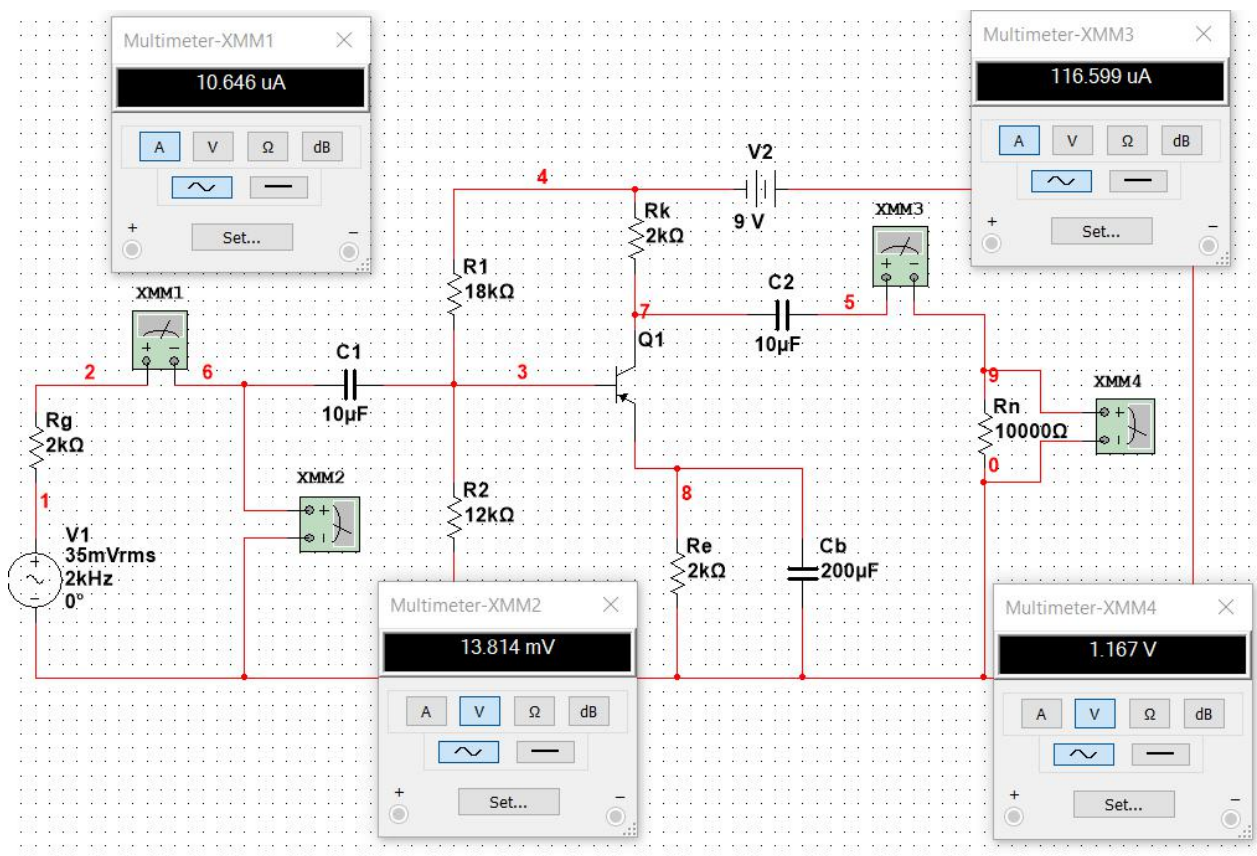 Multimeter-XMM1
10.646 uA
A V Ω dB
+
Set...
–
Multimeter-XMM3
116.599 uA
A V Ω dB
+
Set...
–
V2
9 V
4
Rk
2kΩ
XMM3
+ –
R1
18kΩ
C2
10µF
5
7
XMM1
+ –
2
6
C1
10µF
3
Q1
9
XMM4
+
Rn
10000Ω
0
Rg
2kΩ
1
XMM2
+
R2
12kΩ
8
V1
35mVrms
2kHz
0°
+
–
Re
2kΩ
Cb
200µF
Multimeter-XMM2
13.814 mV
A V Ω dB
+
Set...
–
Multimeter-XMM4
1.167 V
A V Ω dB
+
Set...
–